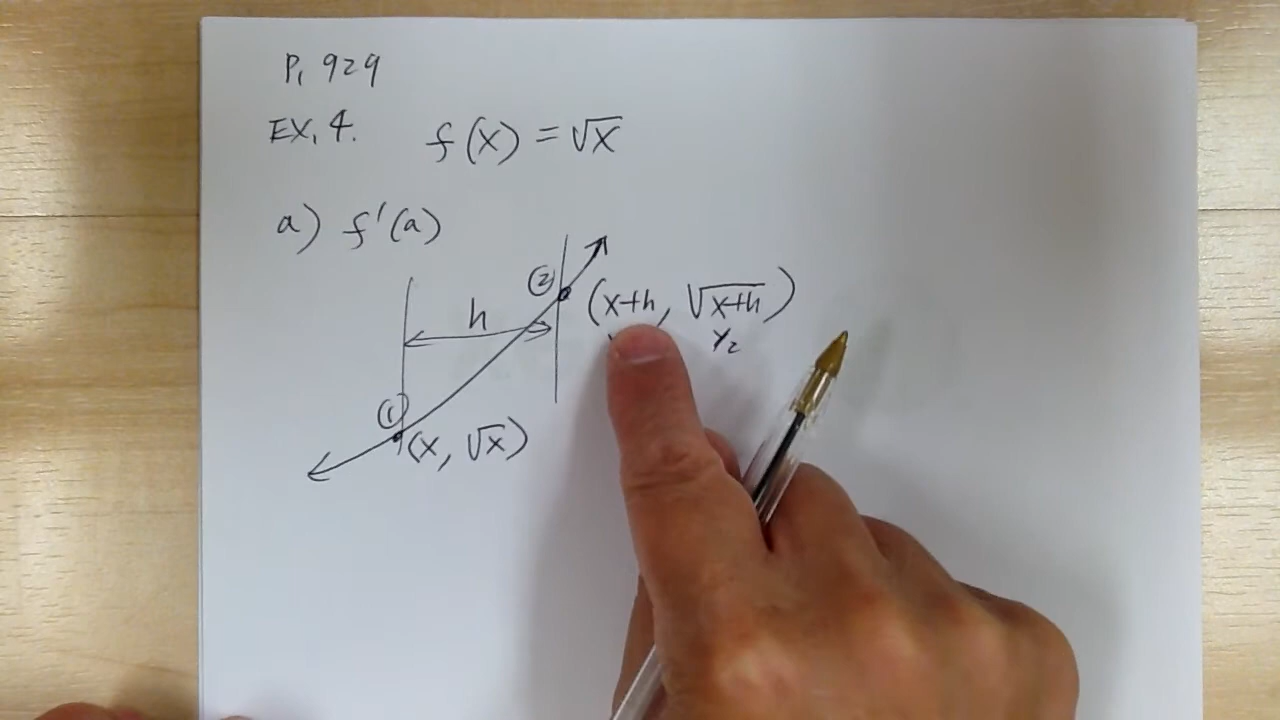 P. 929
EX. 4. f(x) = √x
a) f'(a)
② (x+h, √x+h)
h y₂
①
(x, √x)